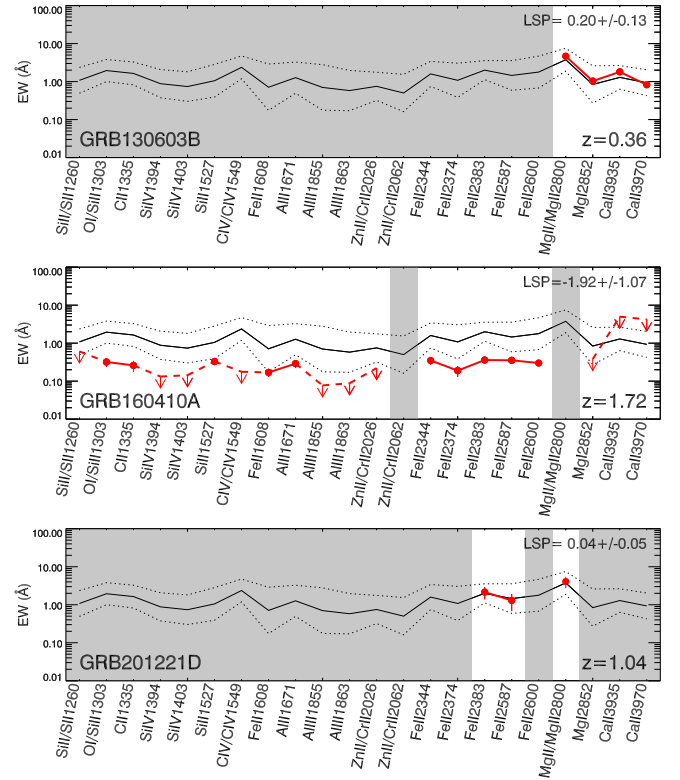 LSP= 0.20+/-0.13
100.00
10.00
1.00
0.10
0.01
EW (Å)
GRB130603B
z=0.36
SiII/SII1260
OI/SiII1303
CII1335
SiIV1394
SiIV1403
SiII1527
CIV/CIV1549
FeII1608
AlII1671
AlIII1855
AlIII1863
ZnII/CrII2026
ZnII/CrII2062
FeII2344
FeII2374
FeII2383
FeII2587
FeII2600
MgII/MgII2800
MgI2852
CaII3935
CaII3970
LSP=-1.92+/-1.07
100.00
10.00
1.00
0.10
0.01
EW (Å)
GRB160410A
z=1.72
SiII/SII1260
OI/SiII1303
CII1335
SiIV1394
SiIV1403
SiII1527
CIV/CIV1549
FeII1608
AlII1671
AlIII1855
AlIII1863
ZnII/CrII2026
ZnII/CrII2062
FeII2344
FeII2374
FeII2383
FeII2587
FeII2600
MgII/MgII2800
MgI2852
CaII3935
CaII3970
LSP= 0.04+/-0.05
100.00
10.00
1.00
0.10
0.01
EW (Å)
GRB201221D
z=1.04
SiII/SII1260
OI/SiII1303
CII1335
SiIV1394
SiIV1403
SiII1527
CIV/CIV1549
FeII1608
AlII1671
AlIII1855
AlIII1863
ZnII/CrII2026
ZnII/CrII2062
FeII2344
FeII2374
FeII2383
FeII2587
FeII2600
MgII/MgII2800
MgI2852
CaII3935
CaII3970